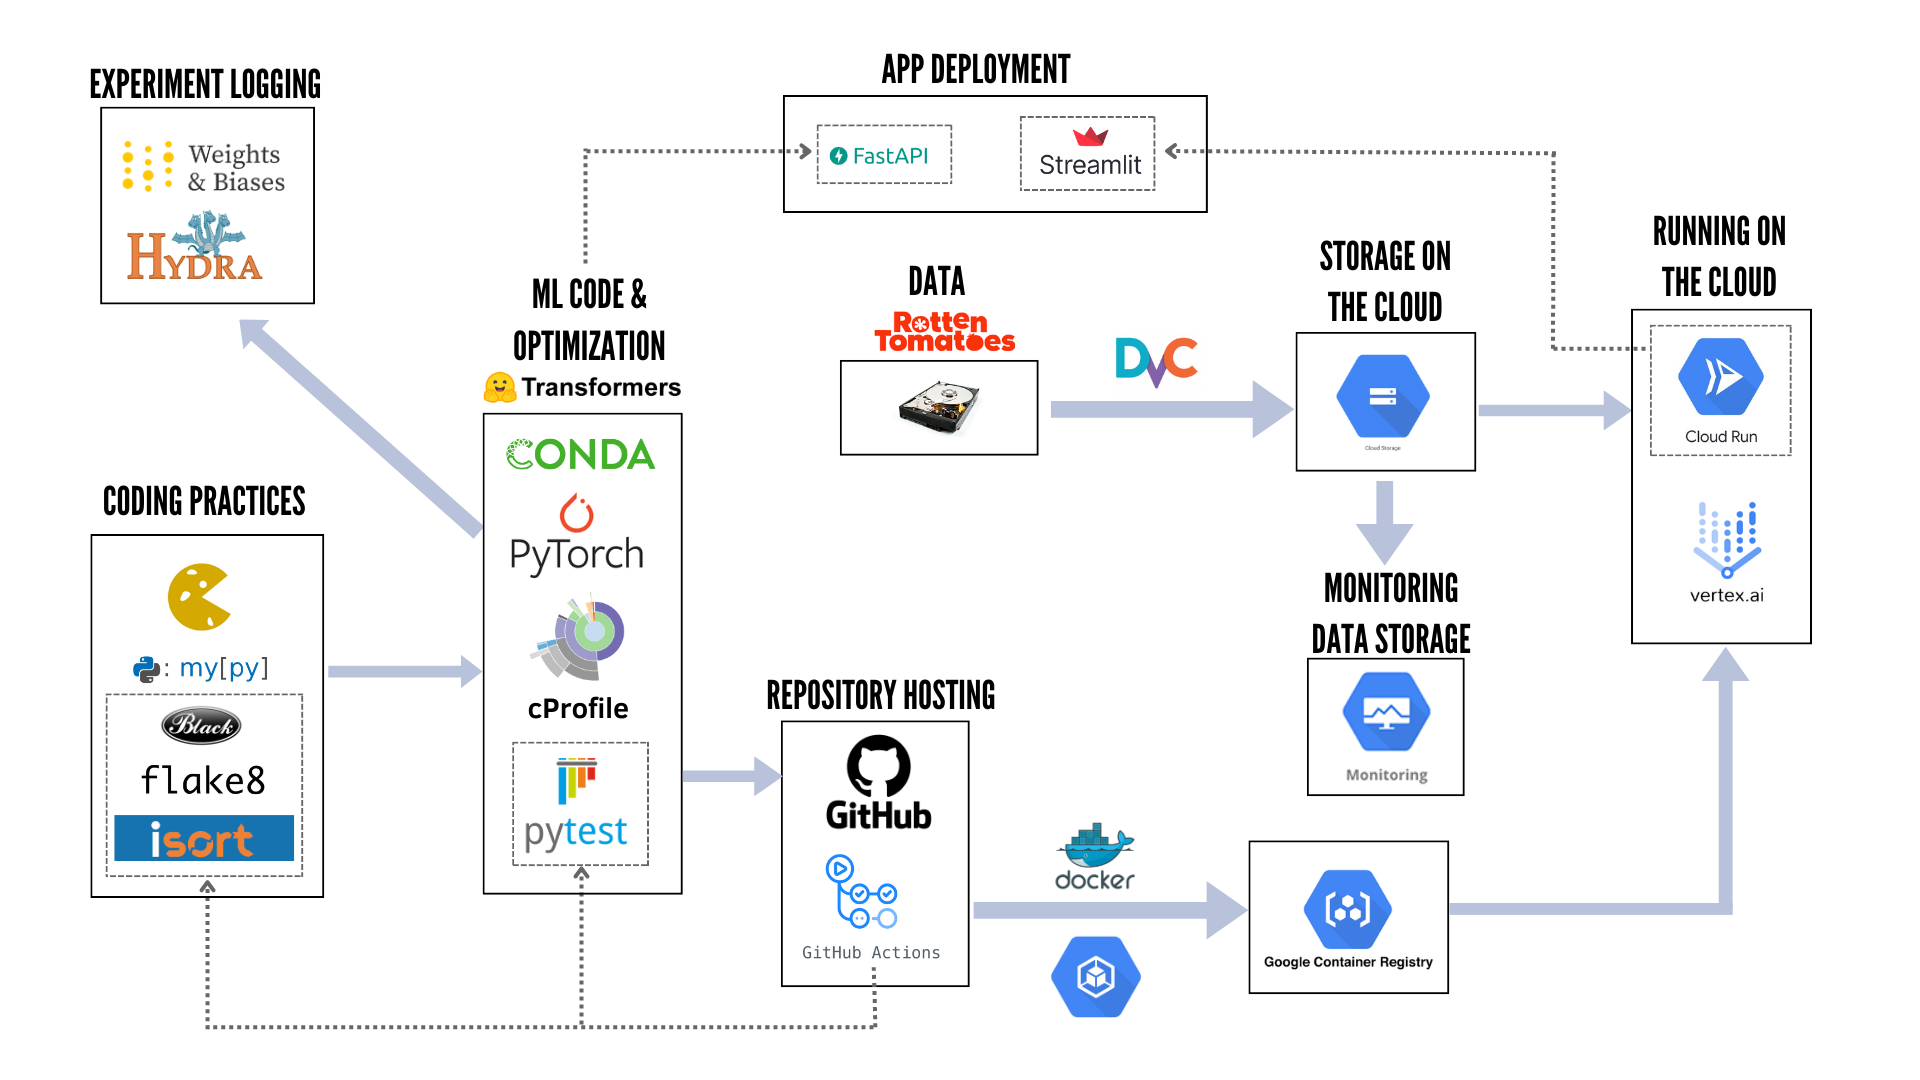 EXPERIMENT LOGGING
Weights
& Biases
HYDRA
CODING PRACTICES
: my[py]
Black
flake8
isort
ML CODE &
OPTIMIZATION
Transformers
CONDA
PyTorch
cProfile
pytest
APP DEPLOYMENT
FastAPI
Streamlit
DATA
Rotten
Tomatoes
DVC
STORAGE ON
THE CLOUD
Cloud Storage
RUNNING ON
THE CLOUD
Cloud Run
vertex.ai
MONITORING
DATA STORAGE
Monitoring
REPOSITORY HOSTING
GitHub
GitHub Actions
docker
Google Container Registry